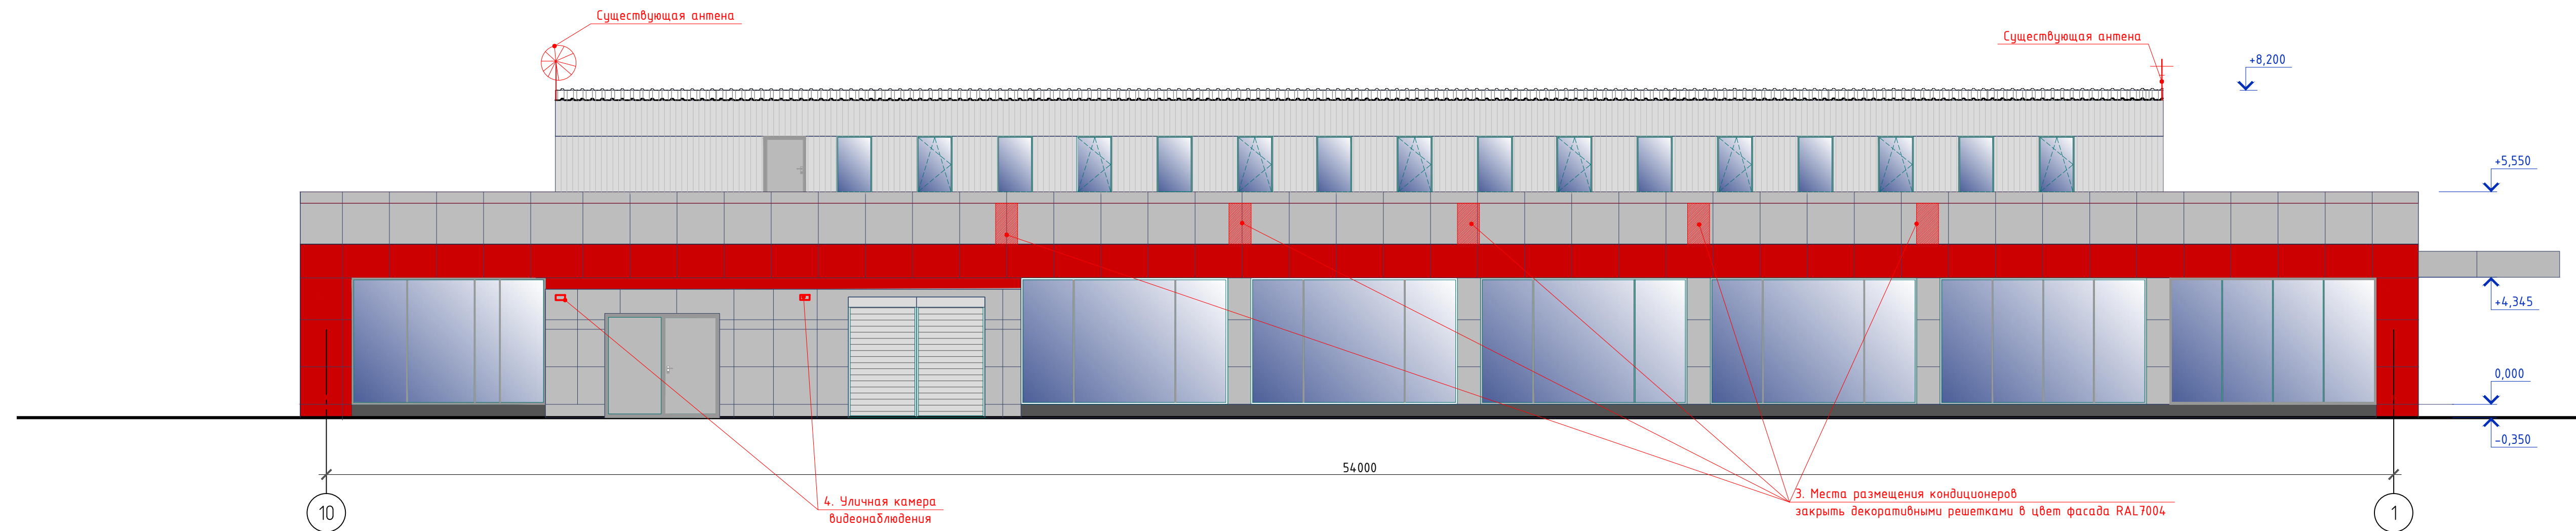 Существующая антена
Существующая антена
+8,200
+5,550
+4,345
0,000
-0,350
54000
4. Уличная камера
видеонаблюдения
3. Места размещения кондиционеров
закрыть декоративными решетками в цвет фасада RAL7004
10
1